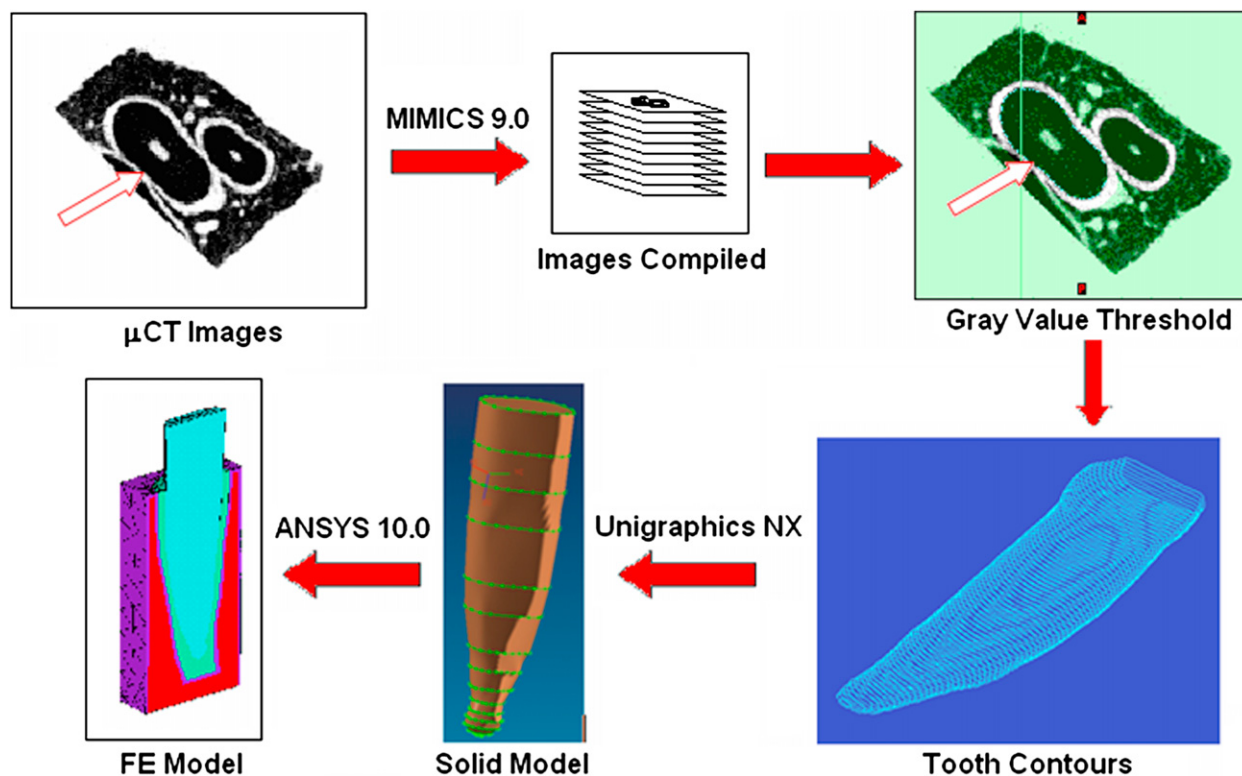 MIMICS 9.0
μCT Images
Images Compiled
Gray Value Threshold
ANSYS 10.0
Unigraphics NX
FE Model
Solid Model
Tooth Contours